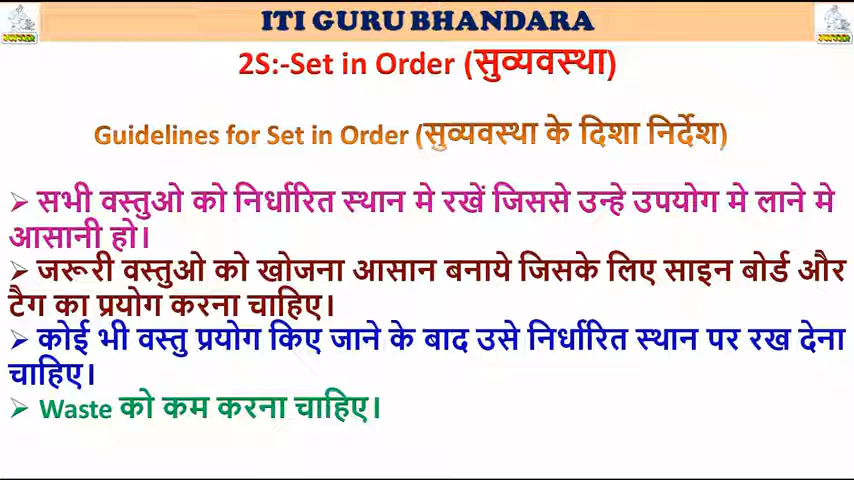 ITI GURU BHANDARA
2S:-Set in Order (सुव्यवस्था)
Guidelines for Set in Order (सुव्यवस्था के दिशा निर्देश)
➢ सभी वस्तुओ को निर्धारित स्थान मे रखें जिससे उन्हे उपयोग मे लाने मे
आसानी हो।
➢ जरूरी वस्तुओ को खोजना आसान बनाये जिसके लिए साइन बोर्ड और
टैग का प्रयोग करना चाहिए।
➢ कोई भी वस्तु प्रयोग किए जाने के बाद उसे निर्धारित स्थान पर रख देना
चाहिए।
➢ Waste को कम करना चाहिए।